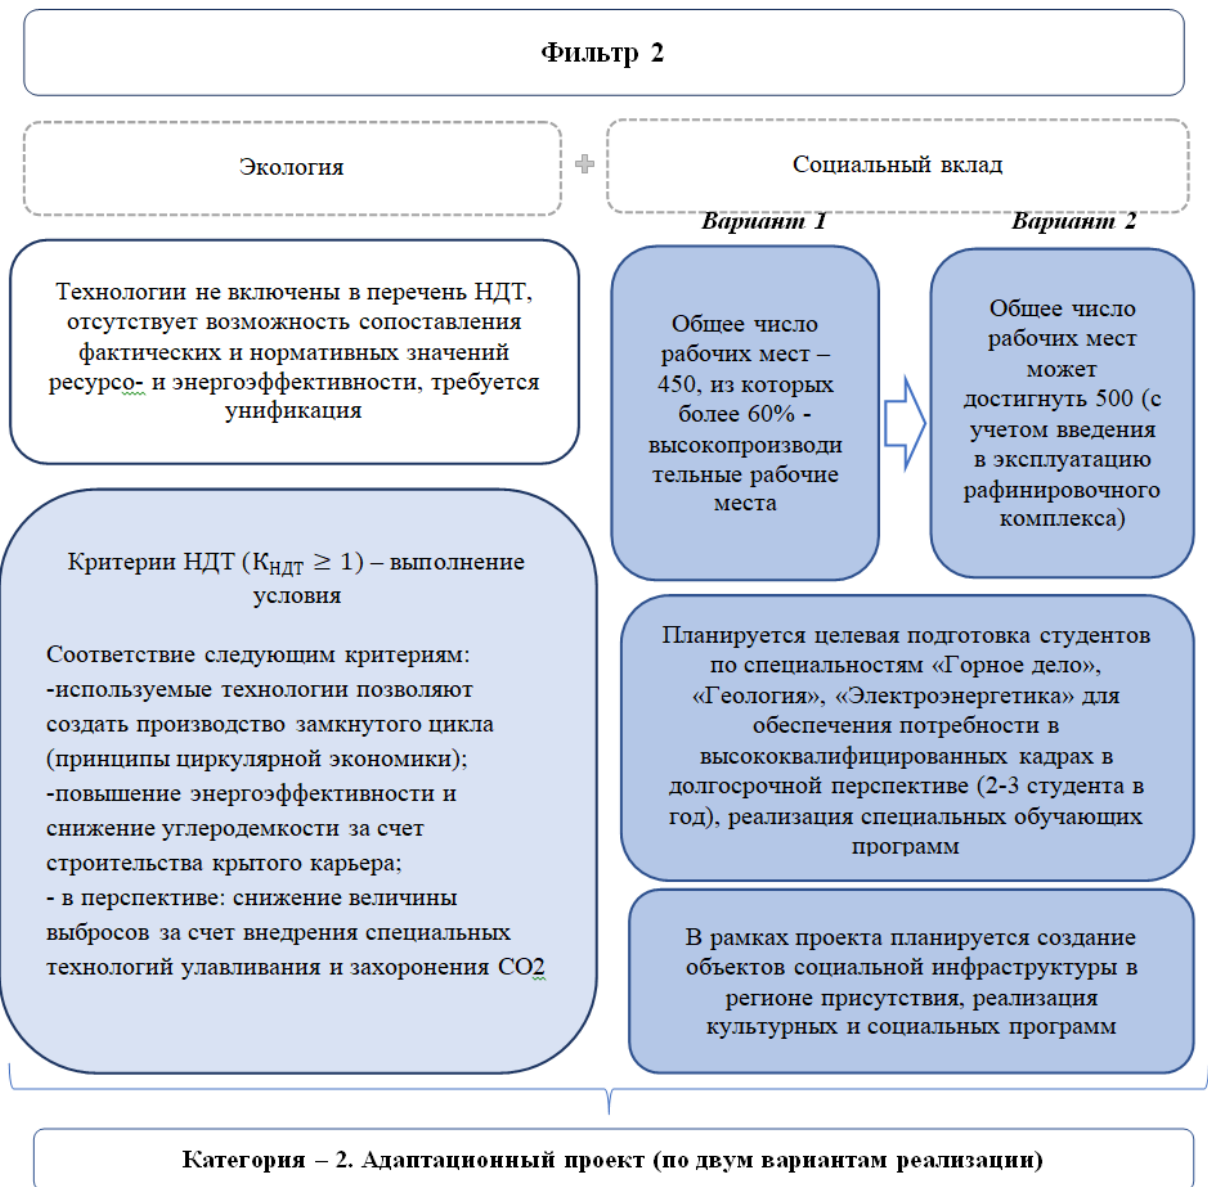 Фильтр 2
Экология
Социальный вклад
Вариант 1
Вариант 2
Технологии не включены в перечень НДТ,
отсутствует возможность сопоставления
фактических и нормативных значений
ресурсо- и энергоэффективности, требуется
унификация
Общее число
рабочих мест –
450, из которых
более 60% -
высокопроизводи
тельные рабочие
места
Общее число
рабочих мест
может
достигнуть 500 (с
учетом введения
в эксплуатацию
рафинировочного
комплекса)
Критерии НДТ (КНДТ ≥ 1) – выполнение
условия
Соответствие следующим критериям:
-используемые технологии позволяют
создать производство замкнутого цикла
(принципы циркулярной экономики);
-повышение энергоэффективности и
снижение углеродемкости за счет
строительства крытого карьера;
- в перспективе: снижение величины
выбросов за счет внедрения специальных
технологий улавливания и захоронения СО2
Планируется целевая подготовка студентов
по специальностям «Горное дело»,
«Геология», «Электроэнергетика» для
обеспечения потребности в
высококвалифицированных кадрах в
долгосрочной перспективе (2-3 студента в
год), реализация специальных обучающих
программ
В рамках проекта планируется создание
объектов социальной инфраструктуры в
регионе присутствия, реализация
культурных и социальных программ
Категория – 2. Адаптационный проект (по двум вариантам реализации)